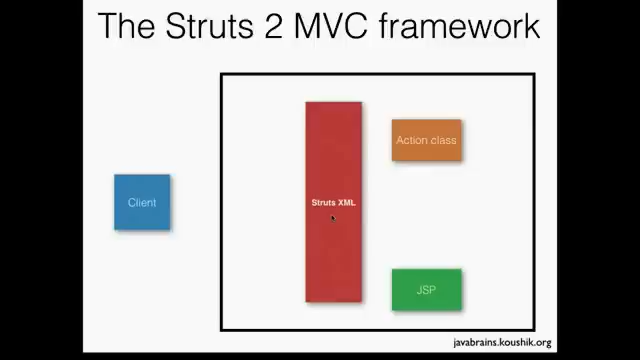 The Struts 2 MVC framework
Action class
Client
Struts XML
JSP
javabrains.koushik.org